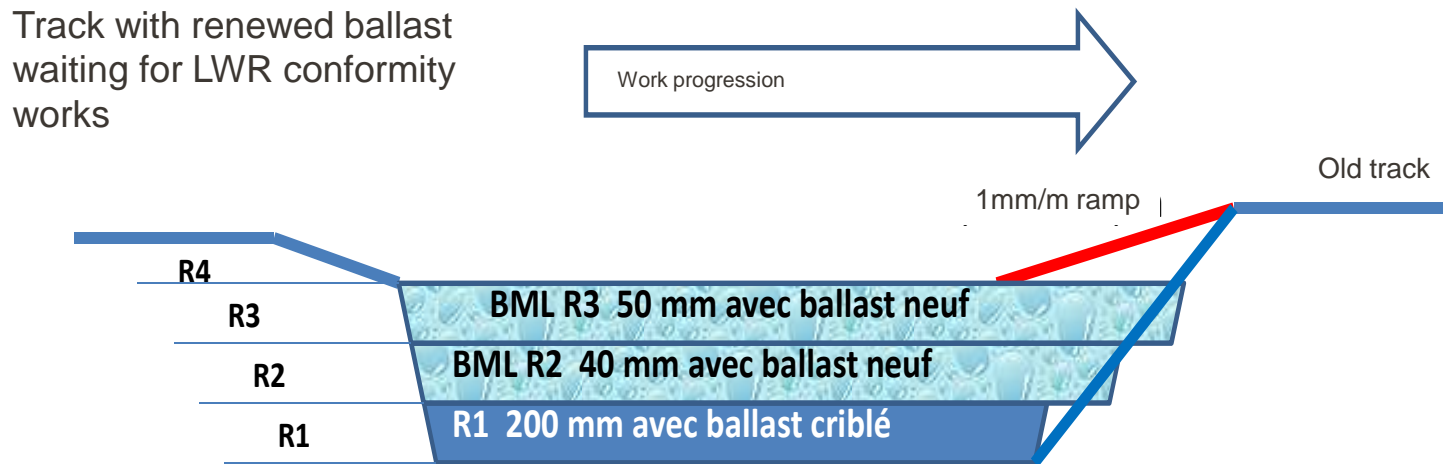 Track with renewed ballast
waiting for LWR conformity
works
Work progression
Old track
1mm/m ramp
R4
R3
BML R3 50 mm avec ballast neuf
R2
BML R2 40 mm avec ballast neuf
R1
R1 200 mm avec ballast criblé